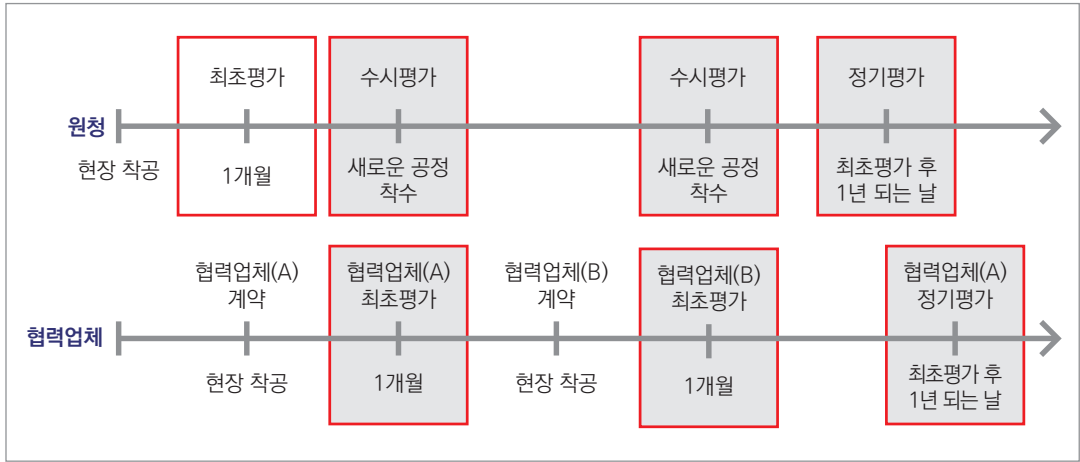 최초평가
수시평가
수시평가
정기평가
원청
현장 착공
1개월
새로운 공정
착수
새로운 공정
착수
최초평가 후
1년 되는 날
협력업체(A)
계약
협력업체(A)
최초평가
협력업체(B)
계약
협력업체(B)
최초평가
협력업체(A)
정기평가
협력업체
현장 착공
1개월
현장 착공
1개월
최초평가 후
1년 되는 날